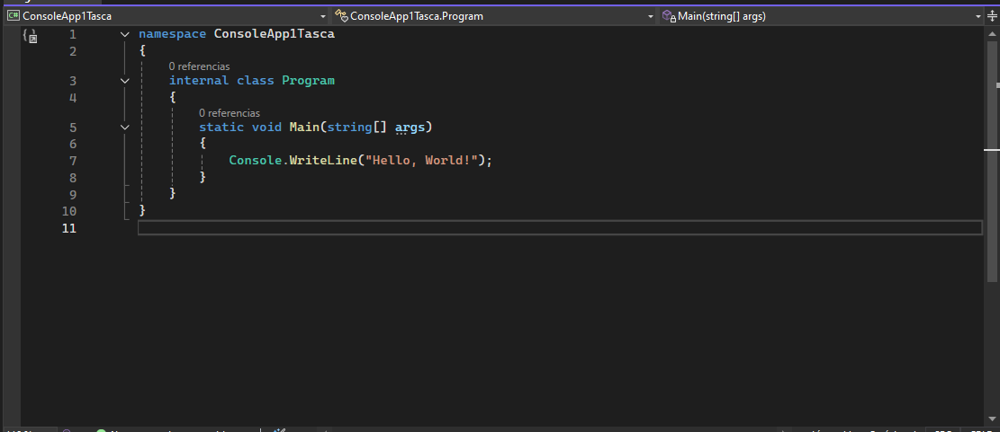 ConsoleApp1Tasca ConsoleApp1Tasca.Program Main(string[] args)
1 namespace ConsoleApp1Tasca
2 {
0 referencias
3 internal class Program
4 {
0 referencias
5 static void Main(string[] args)
6 {
7 Console.WriteLine("Hello, World!");
8 }
9 }
10 }
11